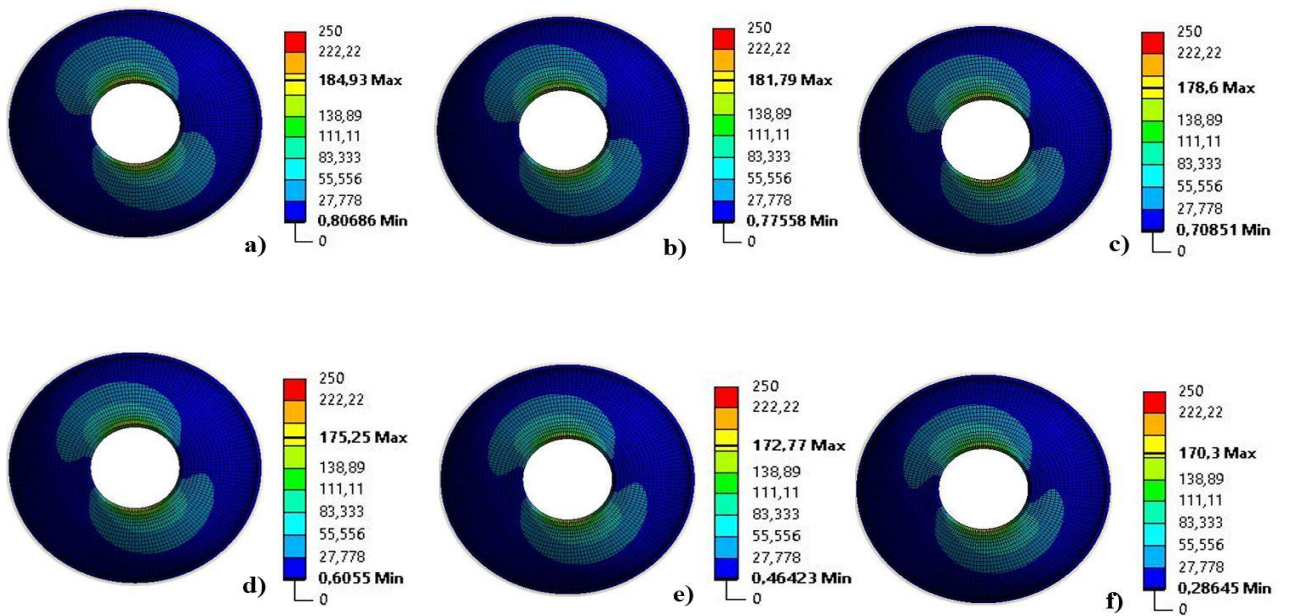 250
222,22
184,93 Max
138,89
111,11
83,333
55,556
27,778
0,80686 Min
0
a)
250
222,22
181,79 Max
138,89
111,11
83,333
55,556
27,778
0,77558 Min
0
b)
250
222,22
178,6 Max
138,89
111,11
83,333
55,556
27,778
0,70851 Min
0
c)
250
222,22
175,25 Max
138,89
111,11
83,333
55,556
27,778
0,6055 Min
0
d)
250
222,22
172,77 Max
138,89
111,11
83,333
55,556
27,778
0,46423 Min
0
e)
250
222,22
170,3 Max
138,89
111,11
83,333
55,556
27,778
0,28645 Min
0
f)